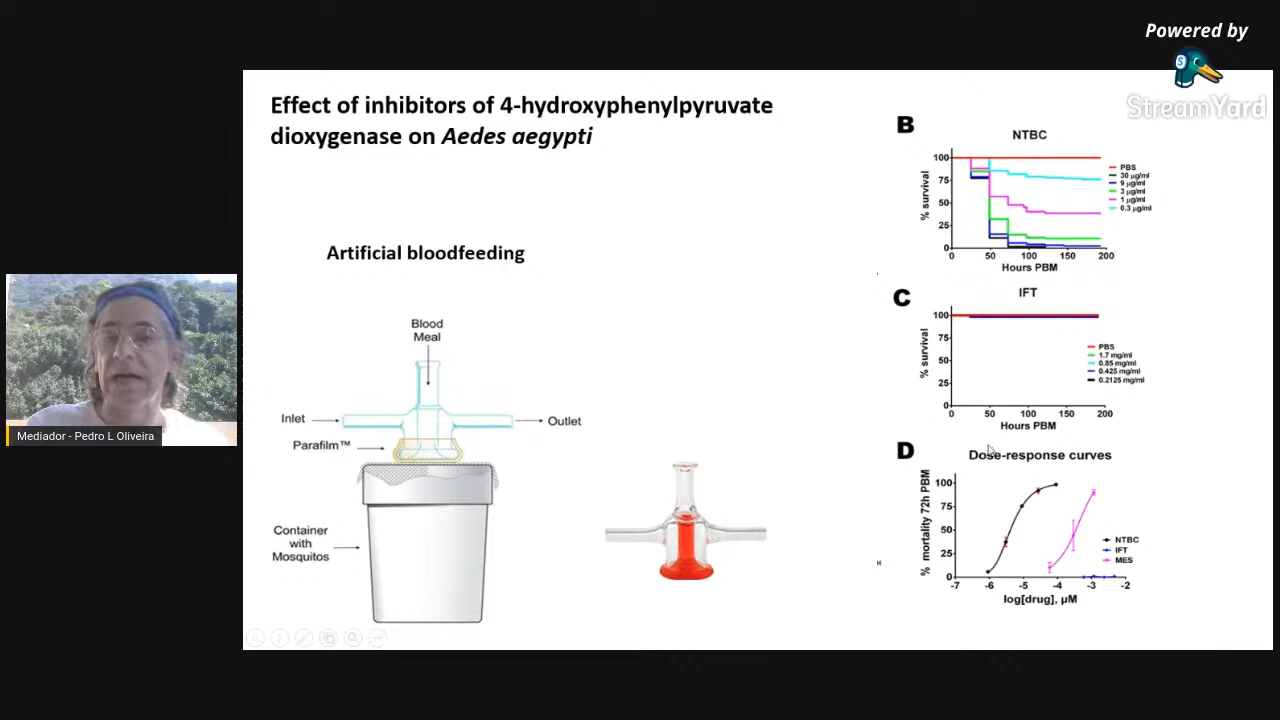 Powered by
S
StreamYard
Effect of inhibitors of 4-hydroxyphenylpyruvate
dioxygenase on Aedes aegypti
Artificial bloodfeeding
Blood
Meal
Inlet
Outlet
Parafilm™
Container
with
Mosquitos
Mediador - Pedro L Oliveira
B
NTBC
100
75
50
25
0
% survival
0 50 100 150 200
Hours PBM
PBS
30 µg/ml
9 µg/ml
3 µg/ml
1 µg/ml
0.3 µg/ml
C
IFT
100
75
50
25
0
% survival
0 50 100 150 200
Hours PBM
PBS
1.7 mg/ml
0.85 mg/ml
0.425 mg/ml
0.2125 mg/ml
D
Dose-response curves
100
75
50
25
0
% mortality 72h PBM
-7 -6 -5 -4 -3 -2
log[drug], µM
NTBC
IFT
MES